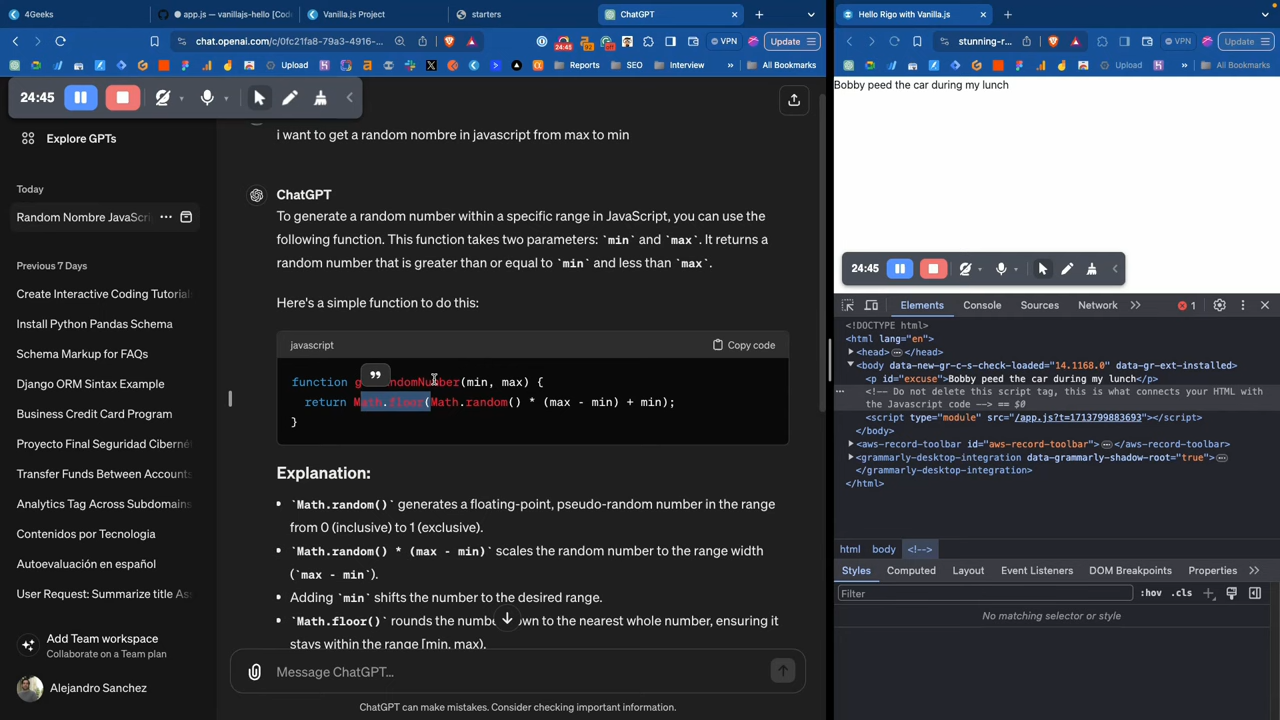 4Geeks
app.js — vanillajs-hello [Cod
Vanilla.js Project
starters
ChatGPT
chat.openai.com/c/0fc21fa8-79a3-4916-...
VPN
Update
Upload
Reports
SEO
Interview
All Bookmarks
24:45
Explore GPTs
Today
Random Nombre JavaScri
Previous 7 Days
Create Interactive Coding Tutorial
Install Python Pandas Schema
Schema Markup for FAQs
Django ORM Sintax Example
Business Credit Card Program
Proyecto Final Seguridad Ciberné
Transfer Funds Between Accounts
Analytics Tag Across Subdomains
Contenidos por Tecnologia
Autoevaluación en español
User Request: Summarize title As
Add Team workspace
Collaborate on a Team plan
Alejandro Sanchez
i want to get a random nombre in javascript from max to min
ChatGPT
To generate a random number within a specific range in JavaScript, you can use the
following function. This function takes two parameters: `min` and `max`. It returns a
random number that is greater than or equal to `min` and less than `max`.
Here's a simple function to do this:
javascript
Copy code
function g ndomNumber(min, max) {
return Math.floor(Math.random() * (max - min) + min);
}
Explanation:
• `Math.random()` generates a floating-point, pseudo-random number in the range
from 0 (inclusive) to 1 (exclusive).
• `Math.random() * (max - min)` scales the random number to the range width
(`max - min`).
• Adding `min` shifts the number to the desired range.
• `Math.floor()` rounds the numbe own to the nearest whole number, ensuring it
stays within the range [min, max).
Message ChatGPT...
ChatGPT can make mistakes. Consider checking important information.
Hello Rigo with Vanilla.js
stunning-r...
VPN
Update
Upload
All Bookmarks
Bobby peed the car during my lunch
24:45
Elements
Console
Sources
Network
1
<!DOCTYPE html>
<html lang="en">
<head> </head>
<body data-new-gr-c-s-check-loaded="14.1168.0" data-gr-ext-installed>
<p id="excuse">Bobby peed the car during my lunch</p>
<!-- Do not delete this script tag, this is what connects your HTML with
the Javascript code --> == $0
<script type="module" src="/app.js?t=1713799883693"></script>
</body>
<aws-record-toolbar id="aws-record-toolbar"> </aws-record-toolbar>
<grammarly-desktop-integration data-grammarly-shadow-root="true">
</grammarly-desktop-integration>
</html>
html
body
<!-->
Styles
Computed
Layout
Event Listeners
DOM Breakpoints
Properties
Filter
:hov
.cls
No matching selector or style